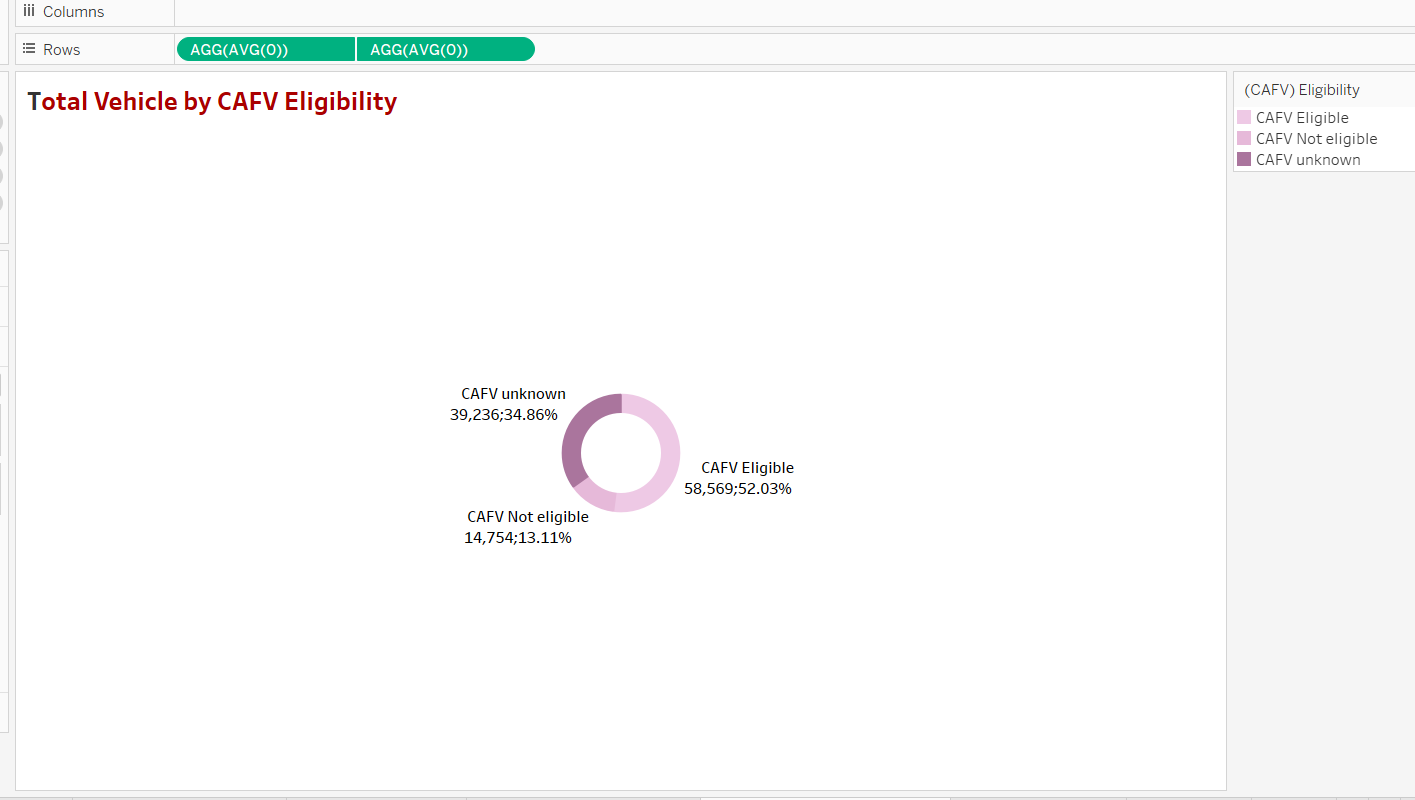 Columns
Rows
AGG(AVG(0)) AGG(AVG(0))
Total Vehicle by CAFV Eligibility
(CAFV) Eligibility
CAFV Eligible
CAFV Not eligible
CAFV unknown
CAFV unknown
39,236;34.86%
CAFV Eligible
58,569;52.03%
CAFV Not eligible
14,754;13.11%